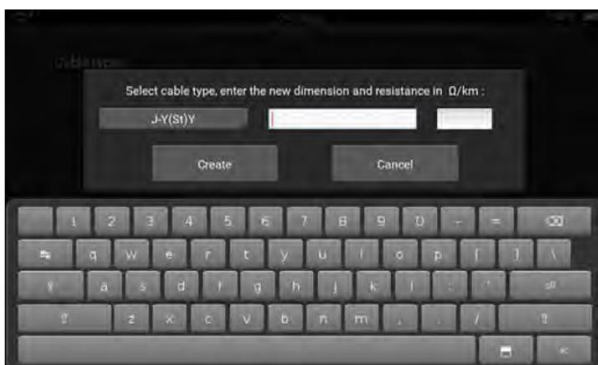 Select cable type, enter the new dimension and resistance in Ω/km :
J-Y(St)Y
Create Cancel
1 2 3 4 5 6 7 8 9 0 - =
q w e r t y u i o p [ ] \
a s d f g h j k l ; '
z x c v b n m , . /